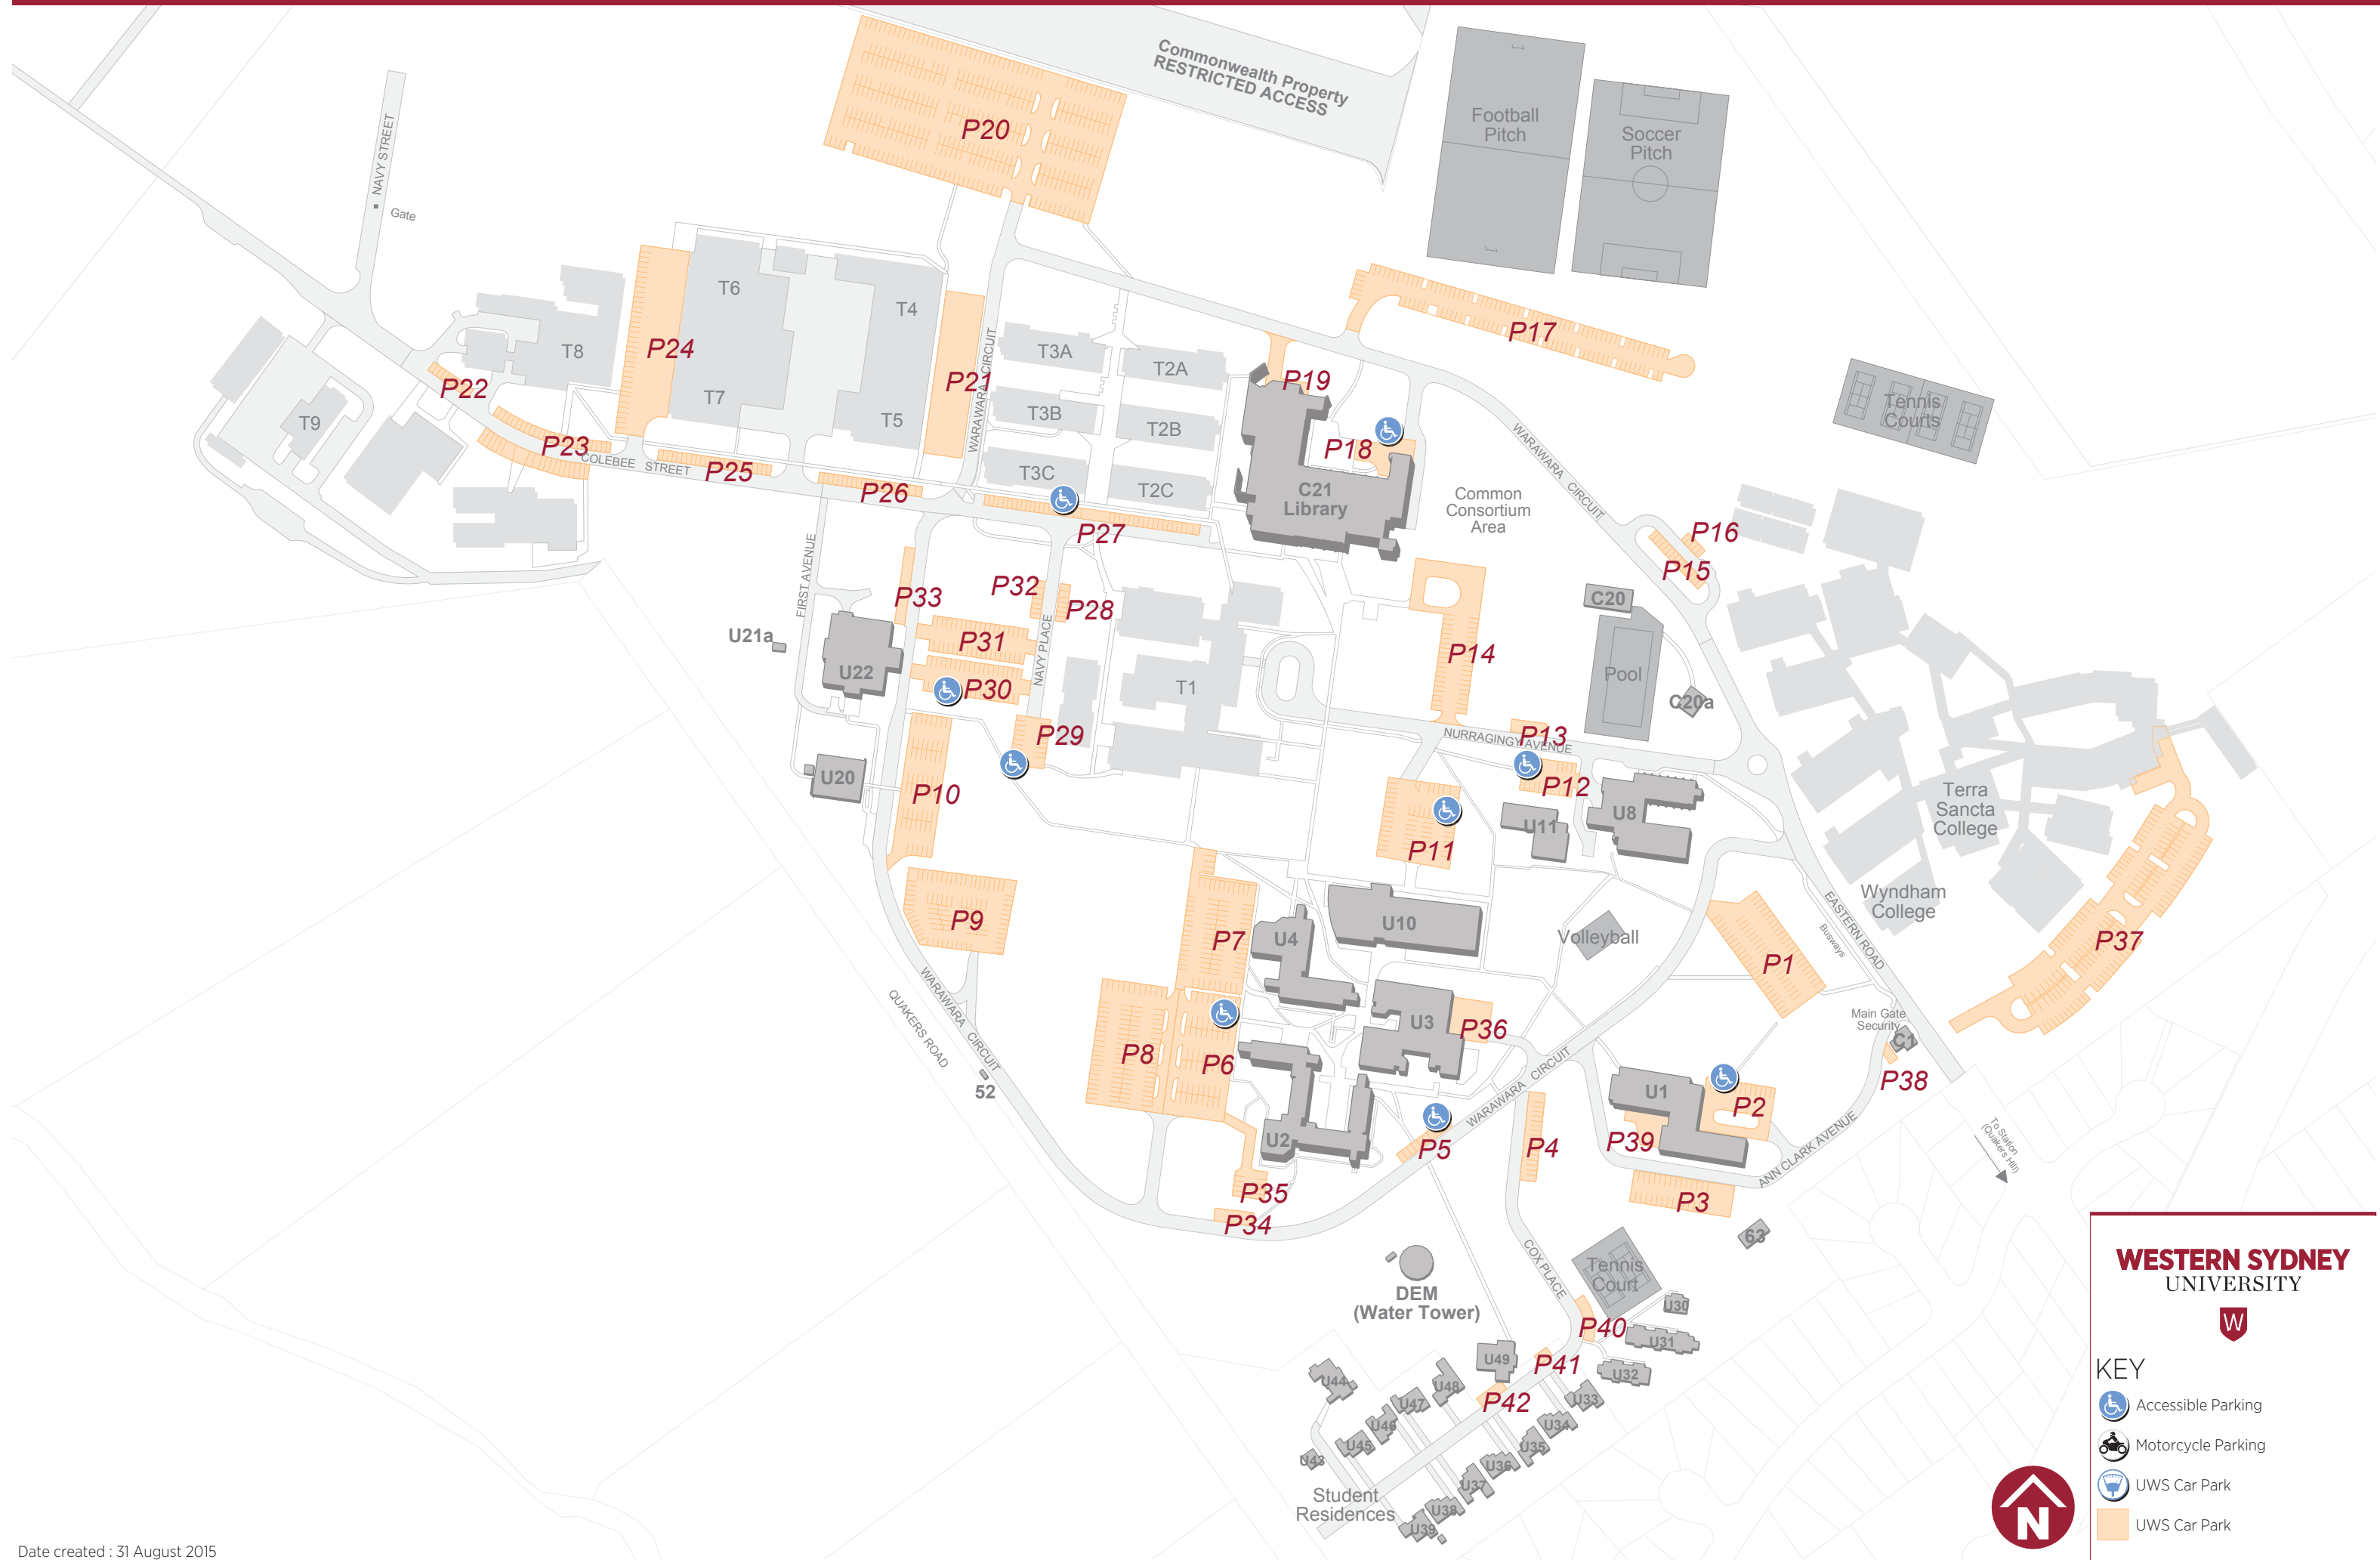 Commonwealth Property
RESTRICTED ACCESS
P20
Football
Pitch
Soccer
Pitch
NAVY STREET
Gate
T6
T4
P24
T8
P22
T7
P21
T5
WARAWARA CIRCUIT
T3A
T2A
T3B
T2B
T3C
T2C
P17
P19
P18
C21
Library
Common
Consortium
Area
WARAWARA CIRCUIT
Tennis
Courts
T9
P23
COLEBEE STREET
P25
P26
P27
P16
P15
FIRST AVENUE
P33
P32
P28
P31
NAVY PLACE
U21a
U22
P30
P29
T1
P14
C20
Pool
C20a
P13
NURRAGINGY AVENUE
P12
U20
P10
U11
U8
P11
Terra
Sancta
College
Wyndham
College
P37
EASTERN ROAD
Busways
P9
P7
U4
U10
Volleyball
P1
WARAWARA CIRCUIT
QUAKERS ROAD
52
P8
P6
U3
P36
Main Gate
Security
C1
P38
U1
P2
U2
P5
WARAWARA CIRCUIT
P4
P39
ANN CLARK AVENUE
To Station
(Quakers Hill)
P35
P34
P3
63
COX PLACE
Tennis
Court
DEM
(Water Tower)
U30
P40
U31
U49
P41
U32
U44
U48
P42
U33
U47
U46
U34
U45
U35
U43
U36
U37
U38
U39
Student
Residences
WESTERN SYDNEY
UNIVERSITY
W
KEY
Accessible Parking
Motorcycle Parking
UWS Car Park
UWS Car Park
N
Date created : 31 August 2015